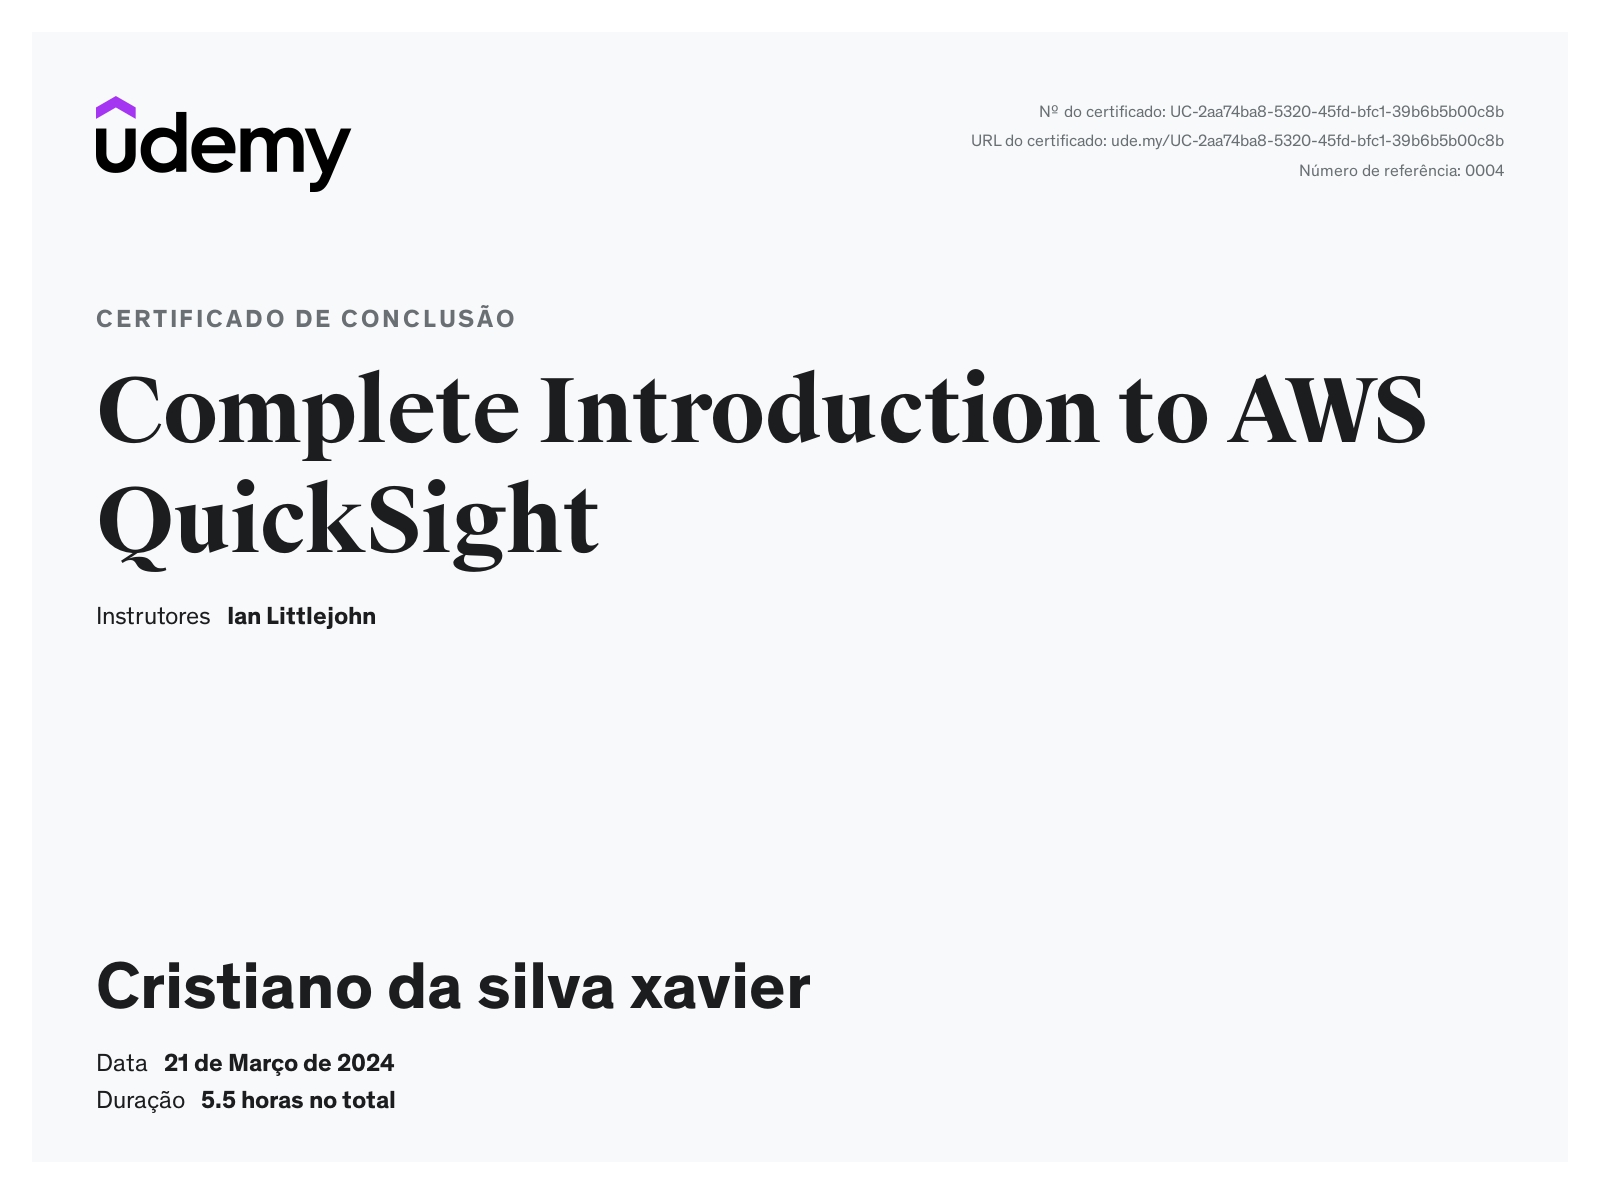 udemy
Nº do certificado: UC-2aa74ba8-5320-45fd-bfc1-39b6b5b00c8b
URL do certificado: ude.my/UC-2aa74ba8-5320-45fd-bfc1-39b6b5b00c8b
Número de referência: 0004
CERTIFICADO DE CONCLUSÃO
Complete Introduction to AWS
QuickSight
Instrutores Ian Littlejohn
Cristiano da silva xavier
Data 21 de Março de 2024
Duração 5.5 horas no total